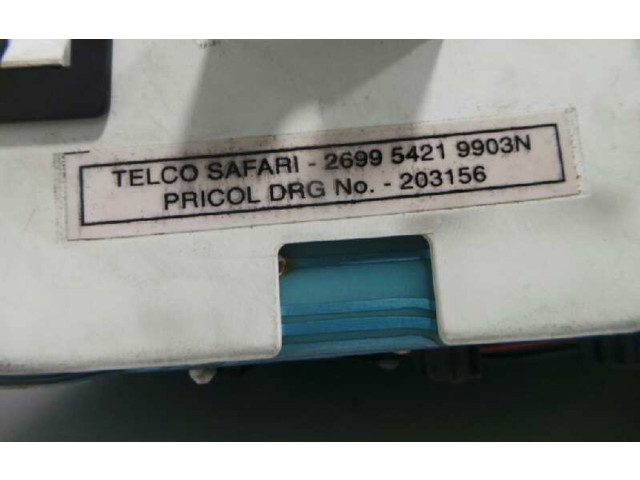 TELCO SAFARI - 2699 5421 9903N
PRICOL DRG No. - 203156